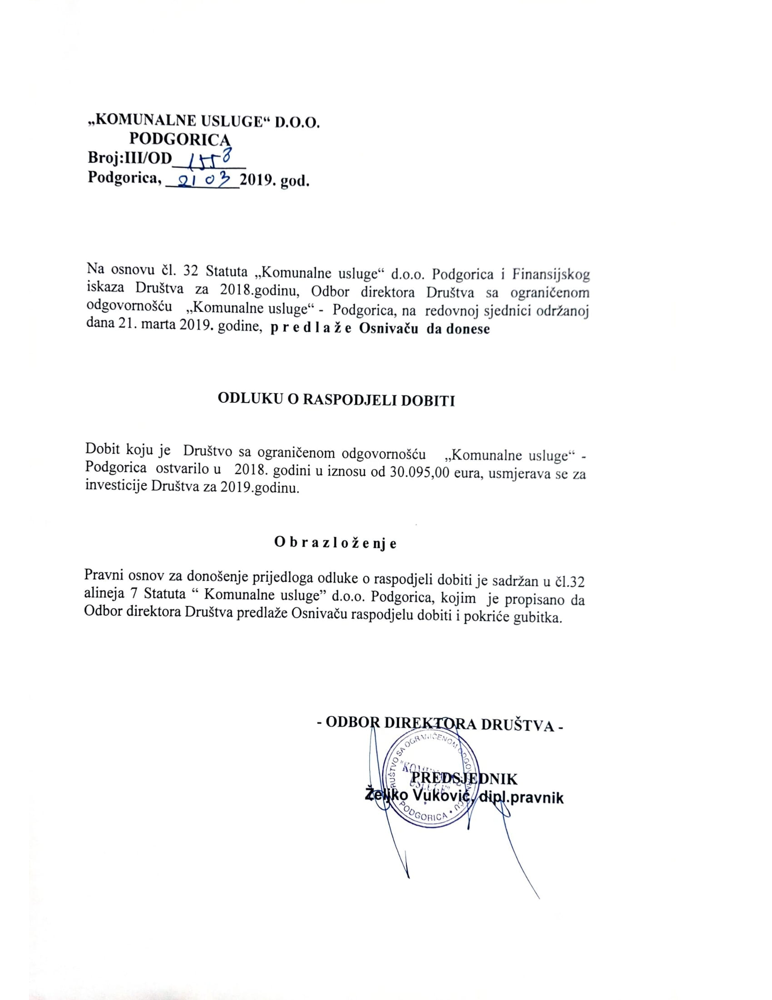 „KOMUNALNE USLUGE“ D.O.O.
PODGORICA
Broj:III/OD 1558
Podgorica, 21 03 2019. god.
Na osnovu čl. 32 Statuta „Komunalne usluge“ d.o.o. Podgorica i Finansijskog
iskaza Društva za 2018.godinu, Odbor direktora Društva sa ograničenom
odgovornošću „Komunalne usluge“ - Podgorica, na redovnoj sjednici održanoj
dana 21. marta 2019. godine, p r e d l a ž e Osnivaču da donese
ODLUKU O RASPODJELI DOBITI
Dobit koju je Društvo sa ograničenom odgovornošću „Komunalne usluge“ -
Podgorica ostvarilo u 2018. godini u iznosu od 30.095,00 eura, usmjerava se za
investicije Društva za 2019.godinu.
O b r a z l o ž e nj e
Pravni osnov za donošenje prijedloga odluke o raspodjeli dobiti je sadržan u čl.32
alineja 7 Statuta “ Komunalne usluge” d.o.o. Podgorica, kojim je propisano da
Odbor direktora Društva predlaže Osnivaču raspodjelu dobiti i pokriće gubitka.
- ODBOR DIREKTORA DRUŠTVA -
DRUŠTVO SA OGRANIČENOM ODGOVORNOŠĆU
"KOMUNALNE
USLUGE"
PODGORICA
PREDSJEDNIK
Željko Vuković, dipl.pravnik